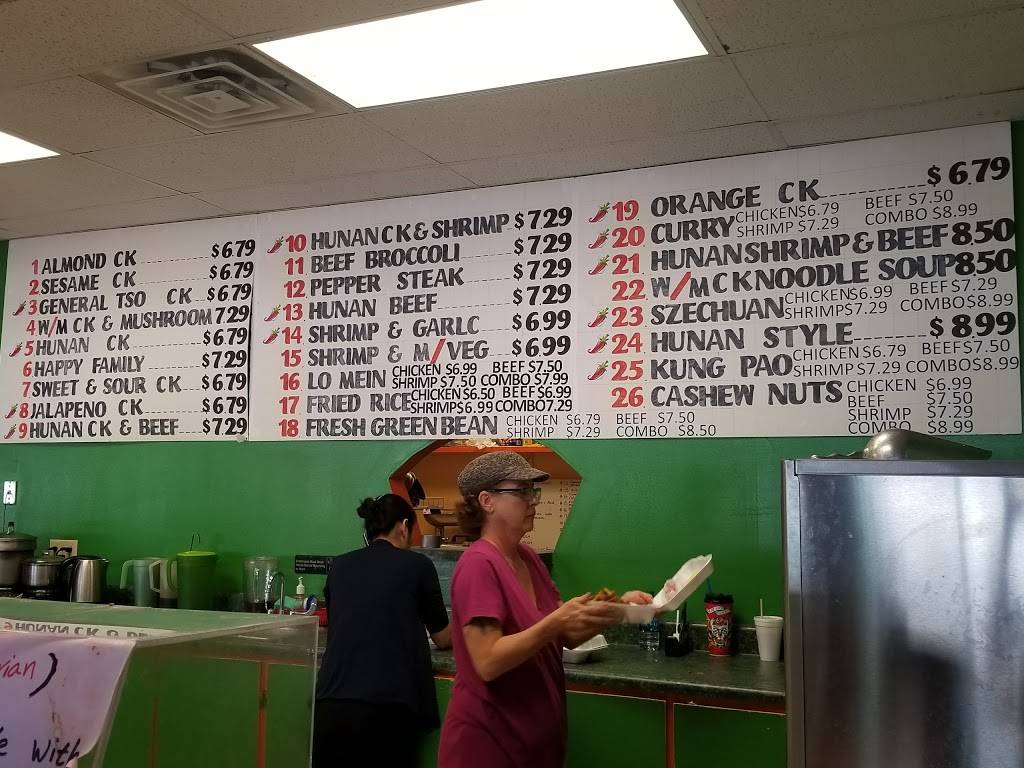 1 ALMOND CK $6.79
2 SESAME CK $6.79
3 GENERAL TSO CK $6.79
4 W/M CK & MUSHROOM 7.29
5 HUNAN CK $6.79
6 HAPPY FAMILY $7.29
7 SWEET & SOUR CK $6.79
8 JALAPENO CK $6.79
9 HUNAN CK & BEEF $7.29
10 HUNAN CK & SHRIMP $7.29
11 BEEF BROCCOLI $7.29
12 PEPPER STEAK $7.29
13 HUNAN BEEF $7.29
14 SHRIMP & GARLC $6.99
15 SHRIMP & M/VEG $6.99
16 LO MEIN CHICKEN $6.99 BEEF $7.50
SHRIMP $7.50 COMBO $7.99
17 FRIED RICE CHICKEN $6.50 BEEF $6.99
SHRIMP $6.99 COMBO 7.29
18 FRESH GREEN BEAN CHICKEN $6.79 BEEF $7.50
SHRIMP $7.29 COMBO $8.50
19 ORANGE CK $6.79
20 CURRY CHICKEN $6.79 BEEF $7.50
SHRIMP $7.29 COMBO $8.99
21 HUNAN SHRIMP & BEEF 8.50
22 W/M CK NOODLE SOUP 8.50
23 SZECHUAN CHICKEN $6.99 BEEF $7.29
SHRIMP $7.29 COMBO $8.99
24 HUNAN STYLE $8.99
25 KUNG PAO CHICKEN $6.79 BEEF $7.50
SHRIMP $7.29 COMBO $8.99
26 CASHEW NUTS CHICKEN $6.99
BEEF $7.50
SHRIMP $7.29
COMBO $8.99
rian)
with